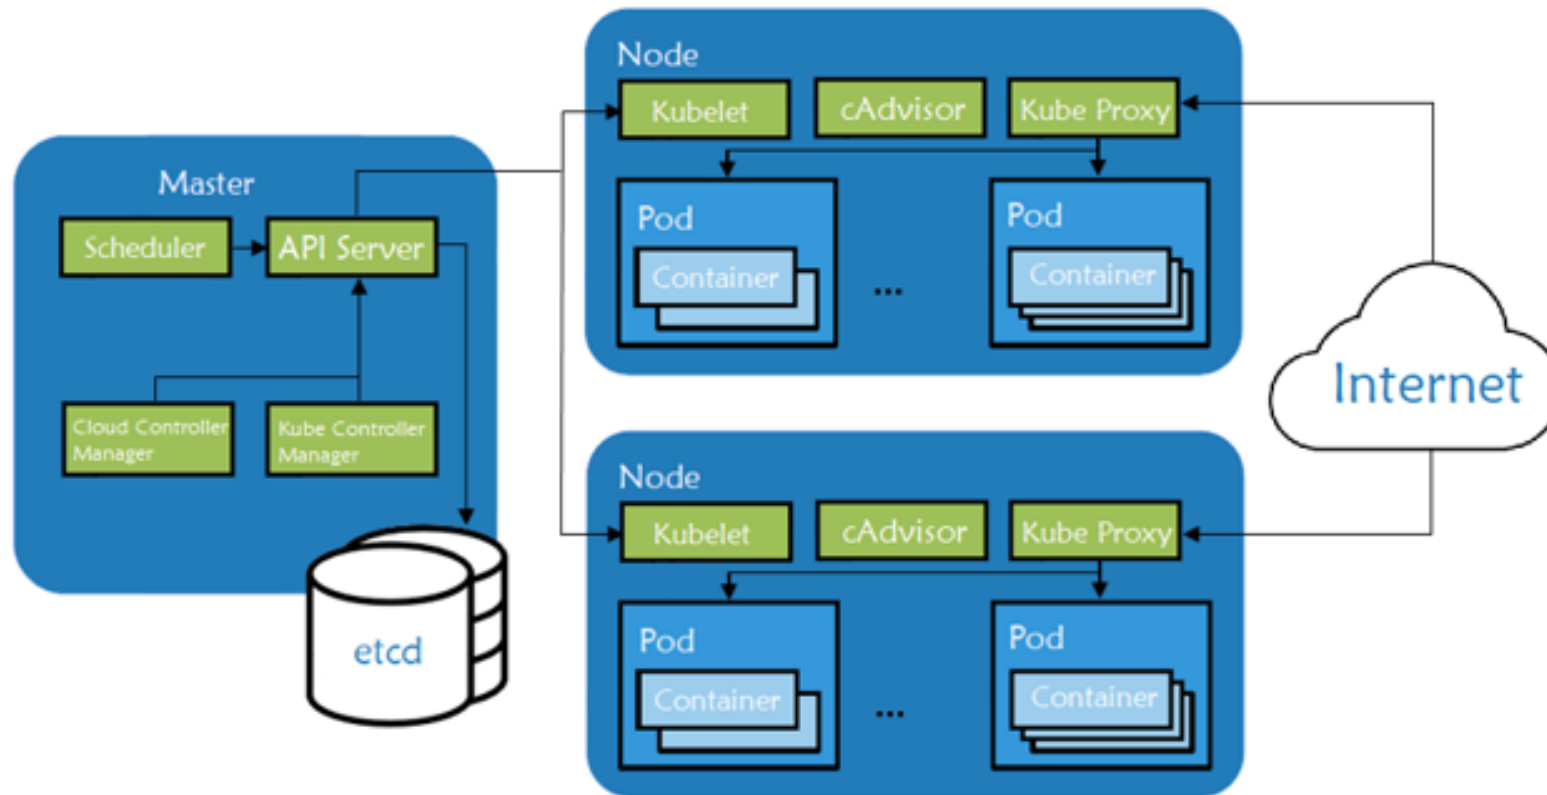 Master
Scheduler
API Server
Cloud Controller
Manager
Kube Controller
Manager
etcd
Node
Kubelet
cAdvisor
Kube Proxy
Pod
Container
...
Pod
Container
Node
Kubelet
cAdvisor
Kube Proxy
Pod
Container
...
Pod
Container
Internet